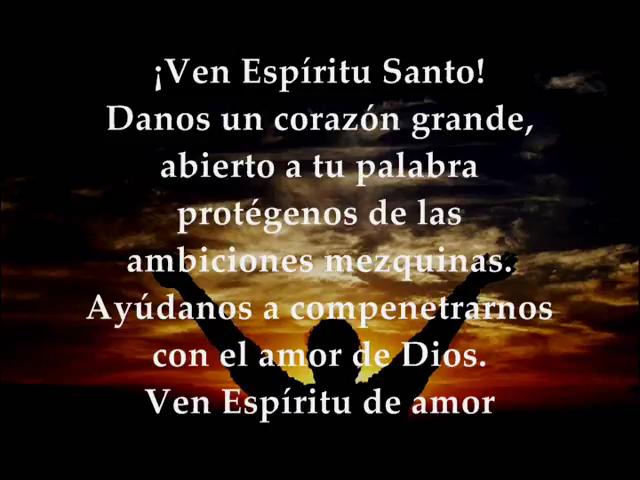 ¡Ven Espíritu Santo!
Danos un corazón grande,
abierto a tu palabra
protégenos de las
ambiciones mezquinas.
Ayúdanos a compenetrarnos
con el amor de Dios.
Ven Espíritu de amor